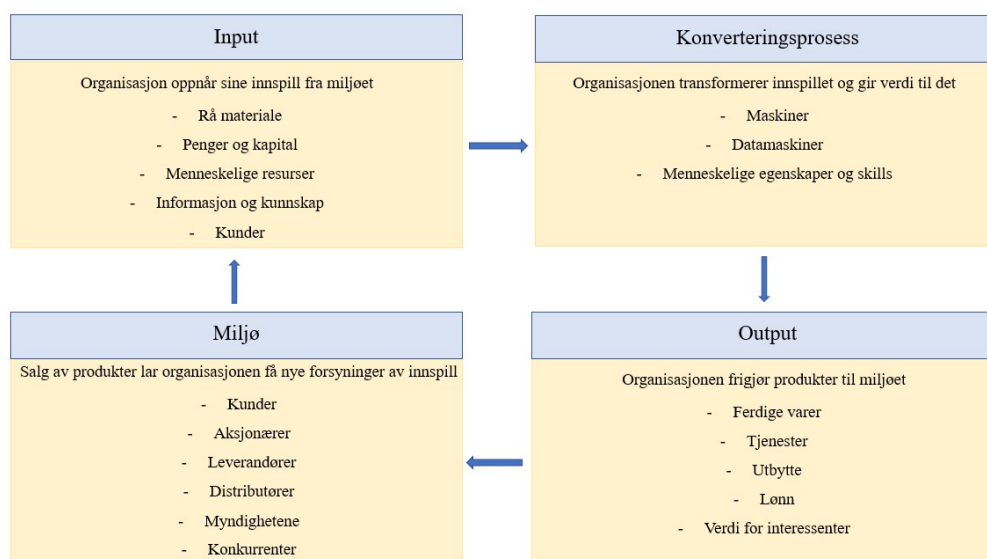 Input
Organisasjon oppnår sine innspill fra miljøet
- Rå materiale
- Penger og kapital
- Menneskelige resurser
- Informasjon og kunnskap
- Kunder
Konverteringsprosess
Organisasjonen transformerer innspillet og gir verdi til det
- Maskiner
- Datamaskiner
- Menneskelige egenskaper og skills
Miljø
Salg av produkter lar organisasjonen få nye forsyninger av innspill
- Kunder
- Aksjonærer
- Leverandører
- Distributører
- Myndighetene
- Konkurrenter
Output
Organisasjonen frigjør produkter til miljøet
- Ferdige varer
- Tjenester
- Utbytte
- Lønn
- Verdi for interessenter